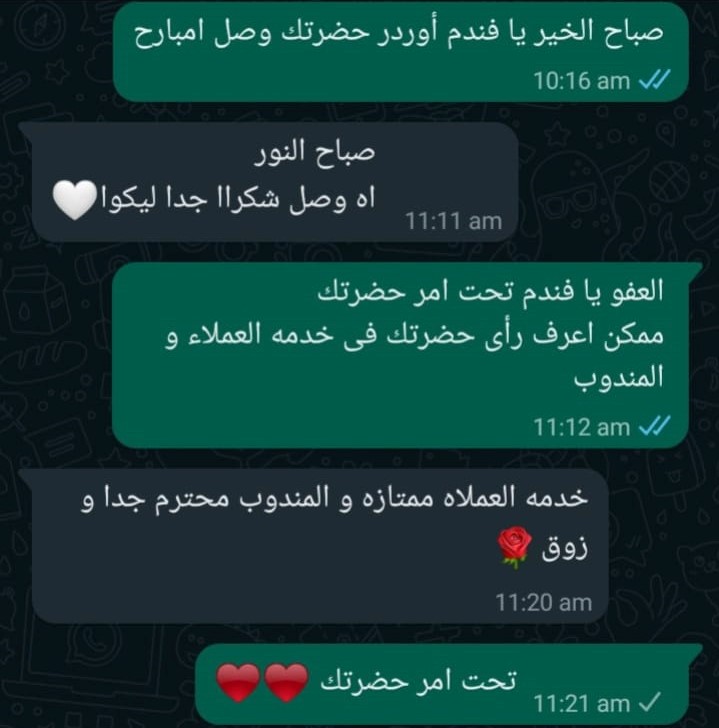 صباح الخير يا فندم أوردر حضرتك وصل امبارح
10:16 am
صباح النور
اه وصل شكراا جدا ليكوا🤍
11:11 am
العفو يا فندم تحت امر حضرتك
ممكن اعرف رأى حضرتك فى خدمه العملاء و
المندوب
11:12 am
خدمه العملاه ممتازه و المندوب محترم جدا و
زوق 🌹
11:20 am
تحت امر حضرتك ♥️♥️
11:21 am